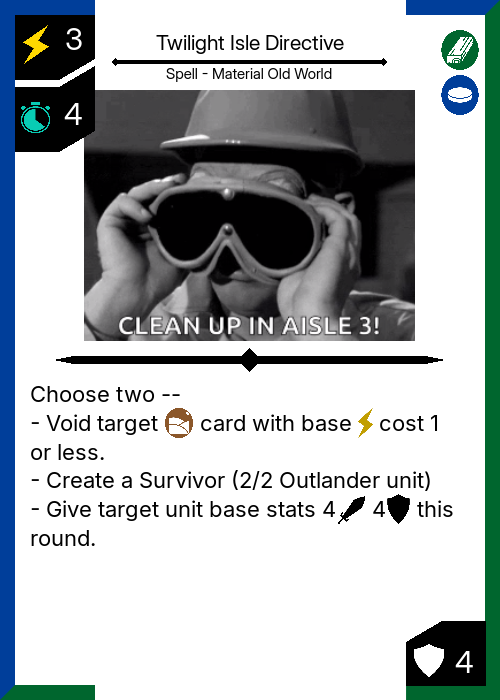 3
Twilight Isle Directive
Spell - Material Old World
4
CLEAN UP IN AISLE 3!
Choose two --
- Void target card with base cost 1
or less.
- Create a Survivor (2/2 Outlander unit)
- Give target unit base stats 4 4 this
round.
4